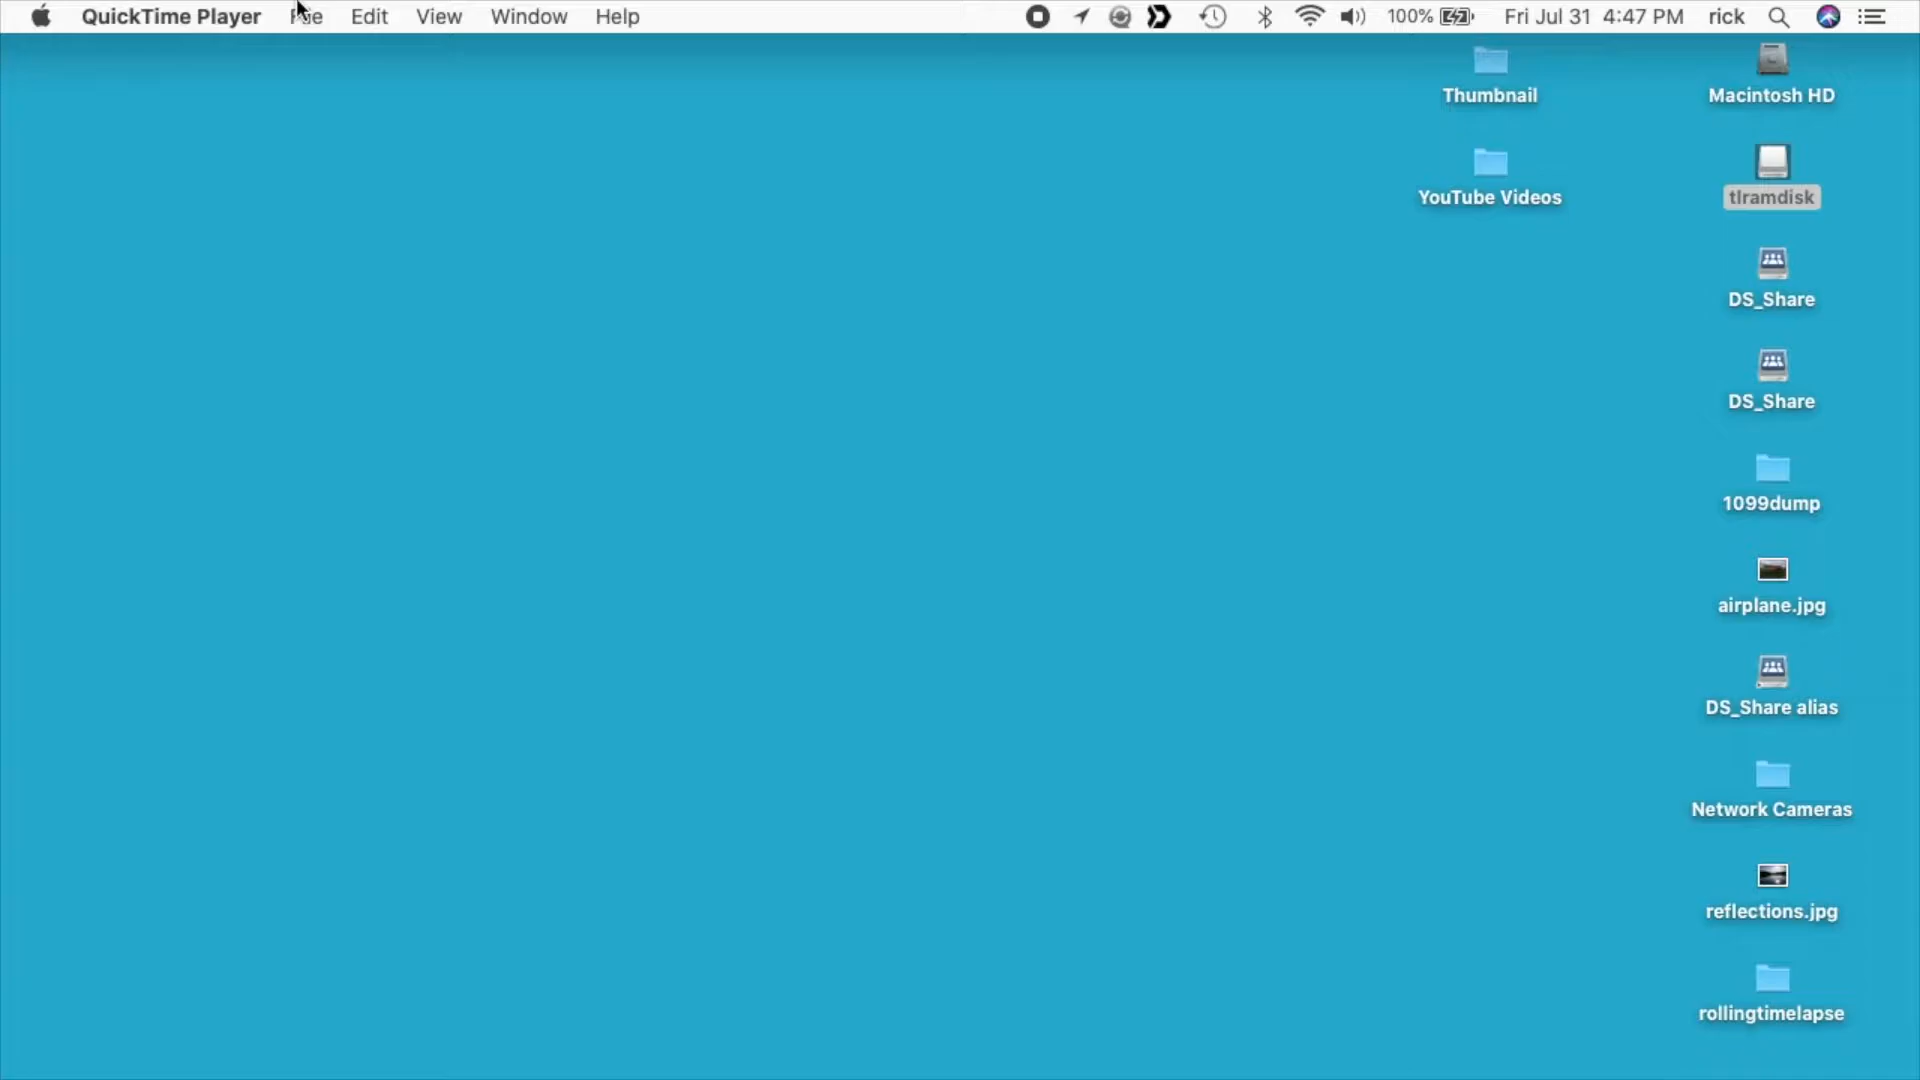 QuickTime Player File Edit View Window Help 100% Fri Jul 31 4:47 PM rick
Thumbnail
Macintosh HD
YouTube Videos
tlramdisk
DS_Share
DS_Share
1099dump
airplane.jpg
DS_Share alias
Network Cameras
reflections.jpg
rollingtimelapse